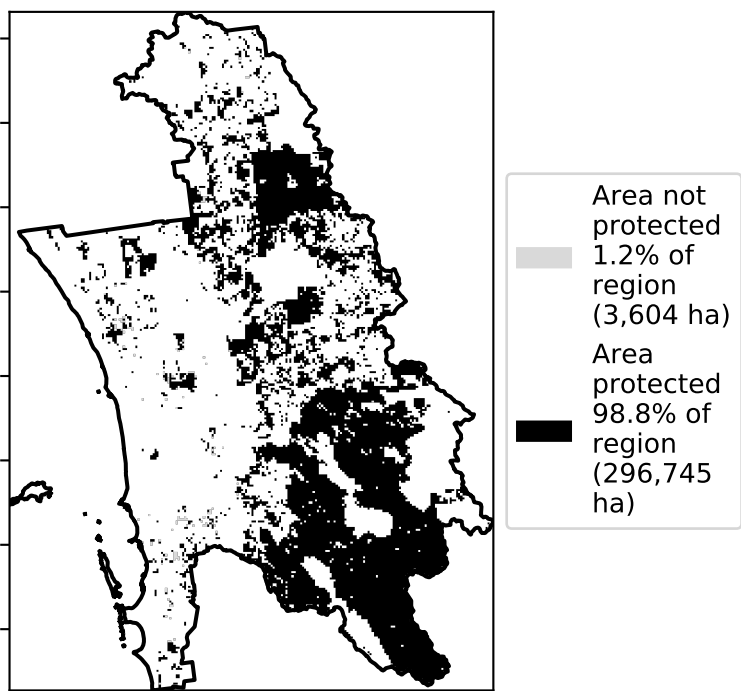 Area not
protected
1.2% of
region
(3,604 ha)
Area
protected
98.8% of
region
(296,745
ha)